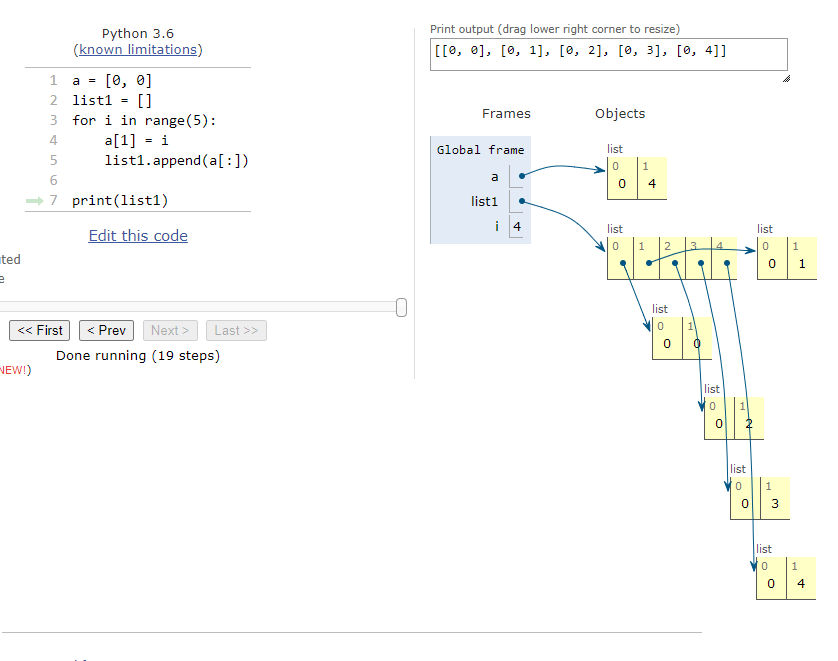 Python 3.6
(known limitations)
1 a = [0, 0]
2 list1 = []
3 for i in range(5):
4     a[1] = i
5     list1.append(a[:])
6
7 print(list1)
Edit this code
<< First
< Prev
Next >
Last >>
Done running (19 steps)
NEW!)
Print output (drag lower right corner to resize)
[[0, 0], [0, 1], [0, 2], [0, 3], [0, 4]]
Frames Objects
Global frame
a
list1
i 4
list
0 1
0 4
list
0 1 2 3 4
list
0 1
0 1
list
0 1
0 0
list
0 1
0 2
list
0 1
0 3
list
0 1
0 4